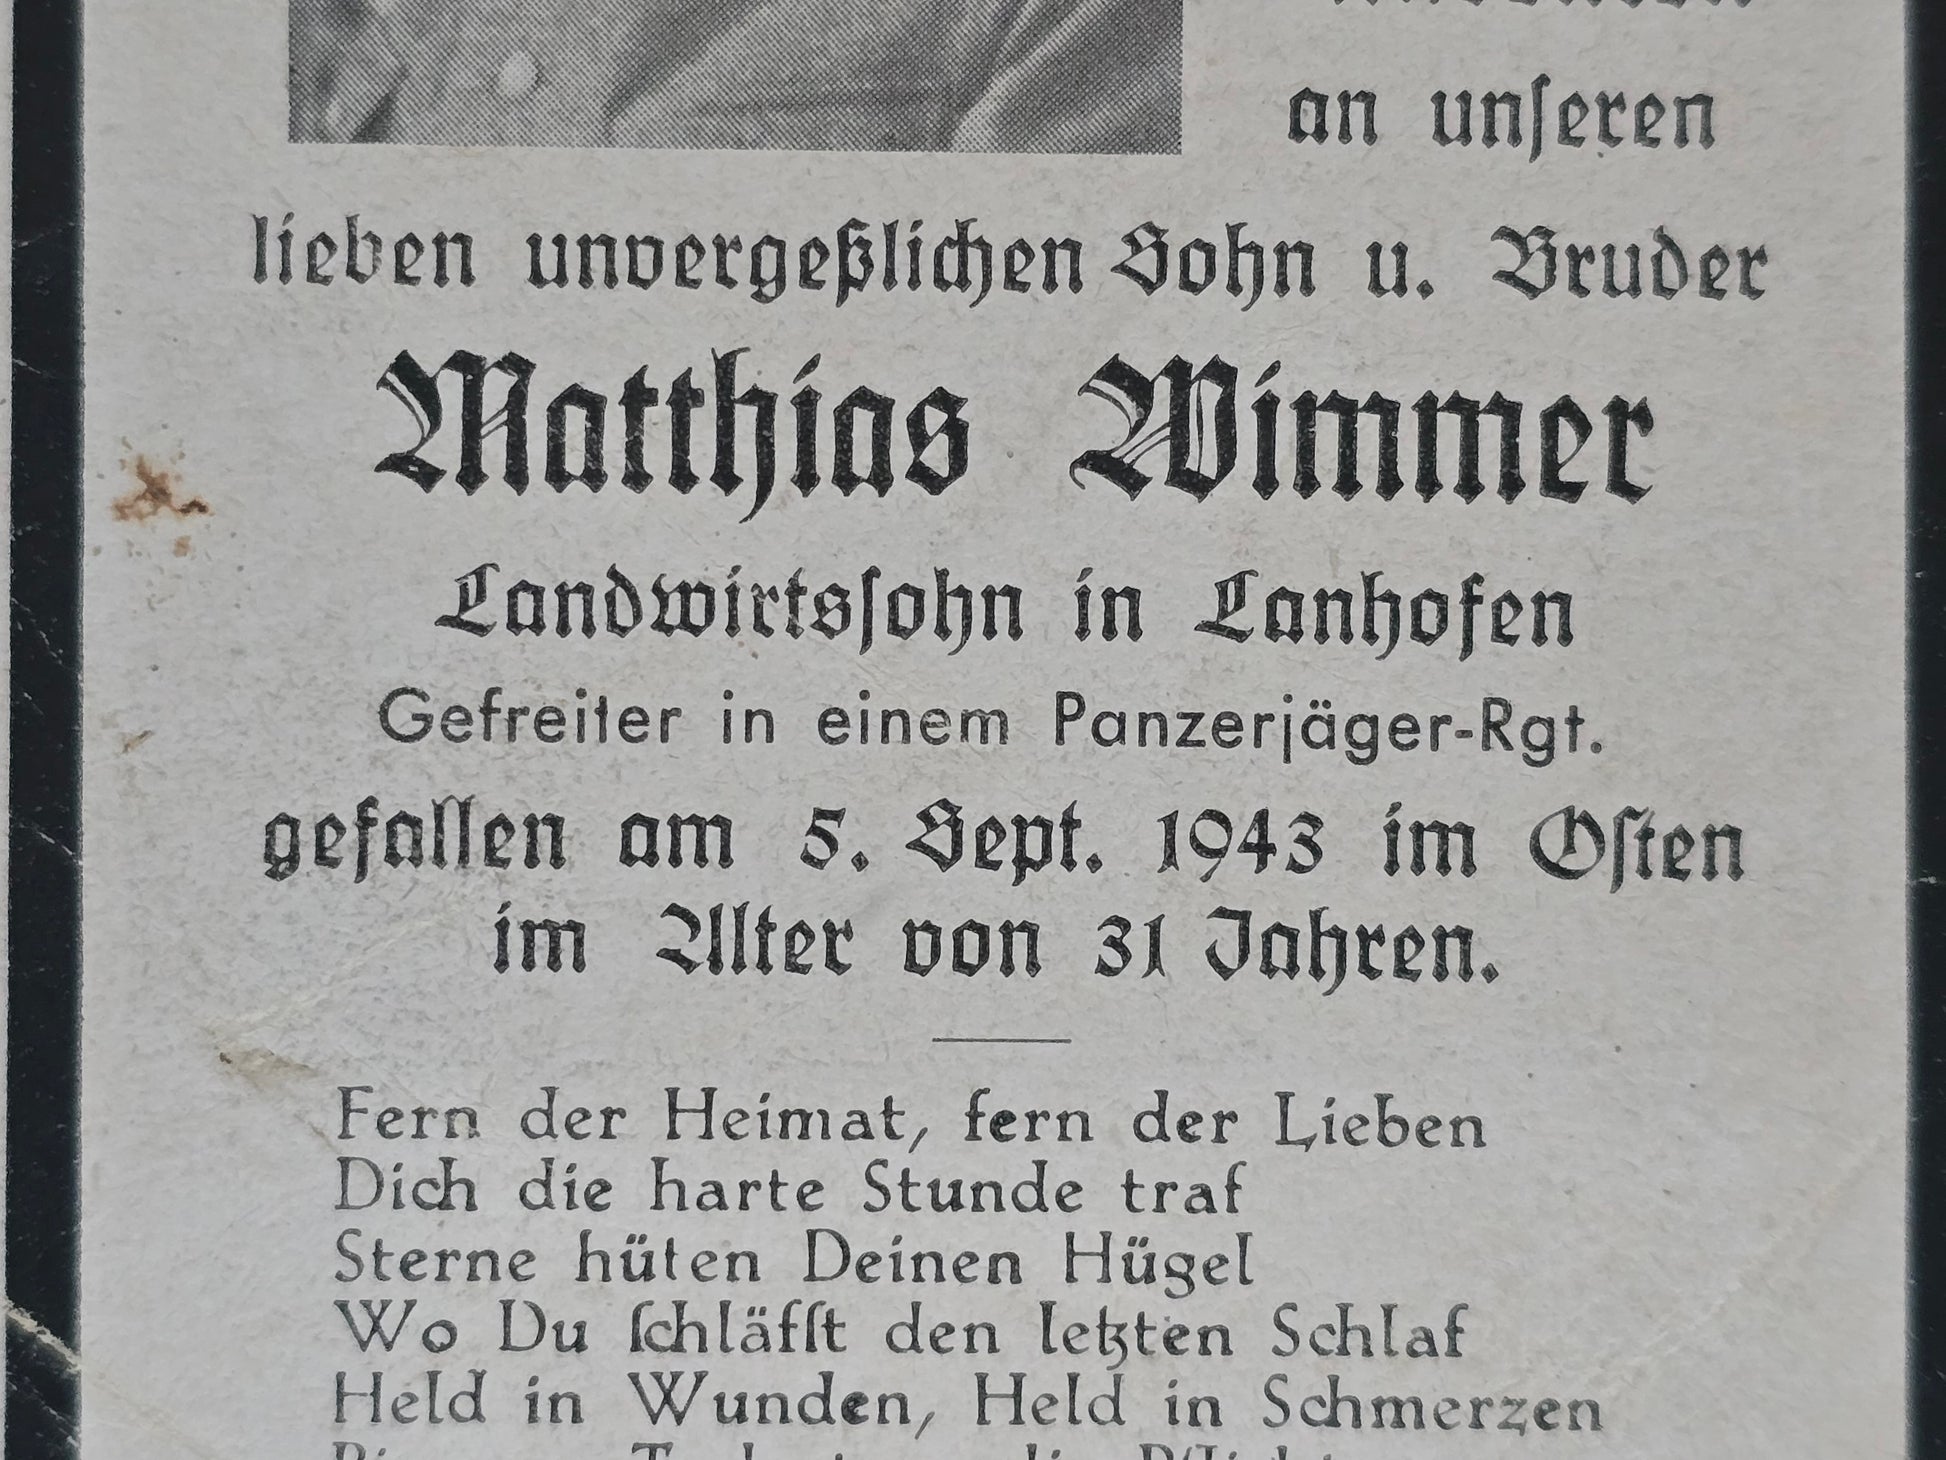 an unſeren
lieben unvergeßlichen Sohn u. Bruder
Matthias Wimmer
Landwirtsſohn in Lanhofen
Gefreiter in einem Panzerjäger-Rgt.
gefallen am 5. Sept. 1943 im Oſten
im Alter von 31 Jahren.
Fern der Heimat, fern der Lieben
Dich die harte Stunde traf
Sterne hüten Deinen Hügel
Wo Du ſchläfſt den letzten Schlaf
Held in Wunden, Held in Schmerzen